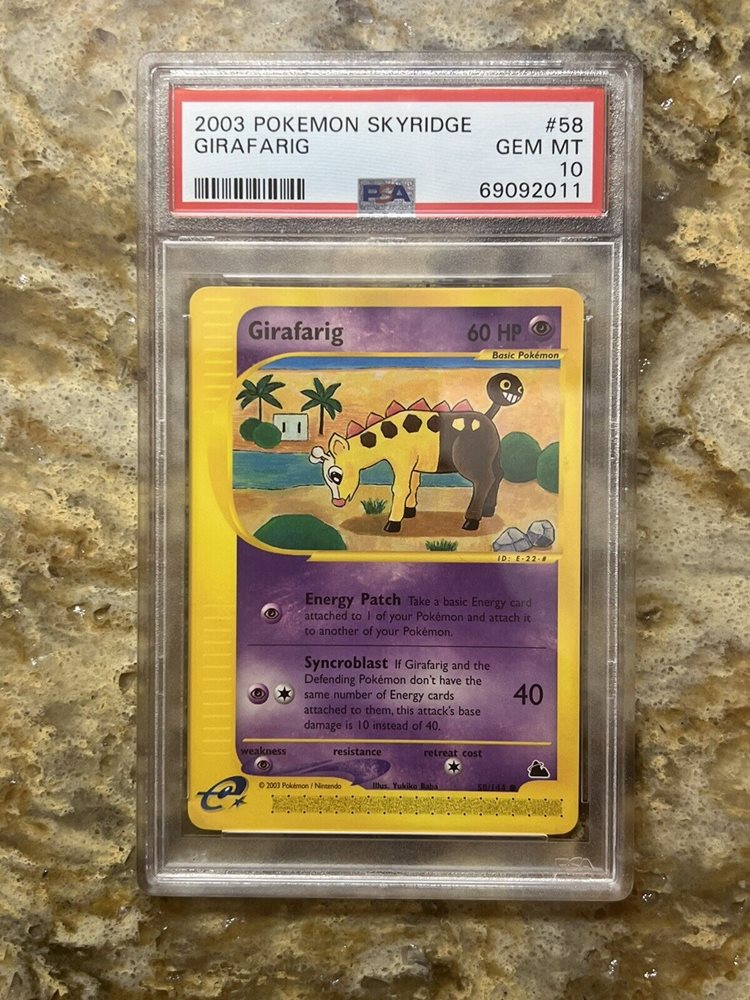 2003 POKEMON SKYRIDGE #58
GIRAFARIG GEM MT
10
PSA 69092011
Girafarig 60 HP
Basic Pokémon
ID: E-22-#
Energy Patch Take a basic Energy card
attached to 1 of your Pokémon and attach it
to another of your Pokémon.
Syncroblast If Girafarig and the
Defending Pokémon don't have the
same number of Energy cards
attached to them, this attack's base
damage is 10 instead of 40.
40
weakness resistance retreat cost
© 2003 Pokémon / Nintendo Illus. Yukiko Baba
e
PSA